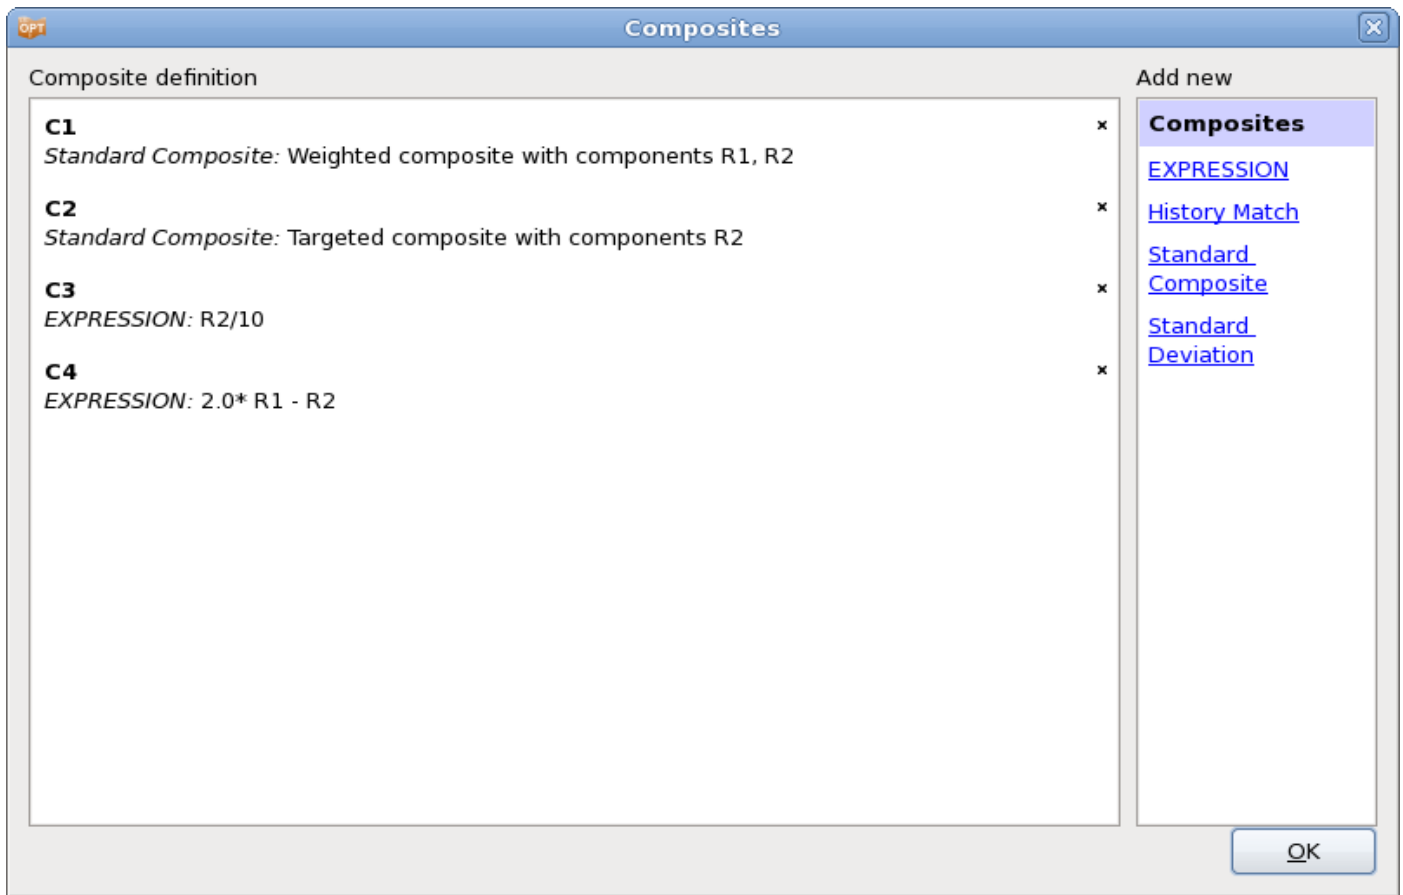 OPT
Composites
Composite definition
Add new
C1
Standard Composite: Weighted composite with components R1, R2
C2
Standard Composite: Targeted composite with components R2
C3
EXPRESSION: R2/10
C4
EXPRESSION: 2.0* R1 - R2
Composites
EXPRESSION
History Match
Standard
Composite
Standard
Deviation
OK